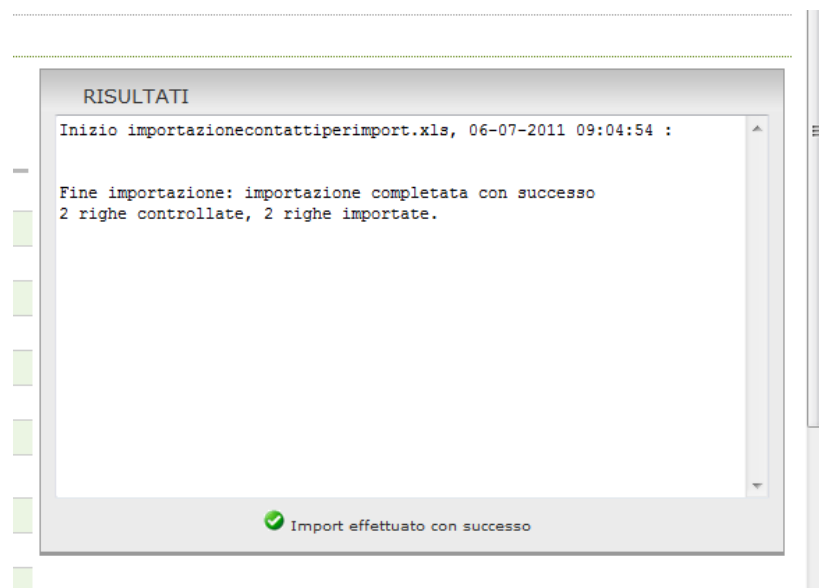 RISULTATI
Inizio importazionecontattiperimport.xls, 06-07-2011 09:04:54 :
Fine importazione: importazione completata con successo
2 righe controllate, 2 righe importate.
Import effettuato con successo